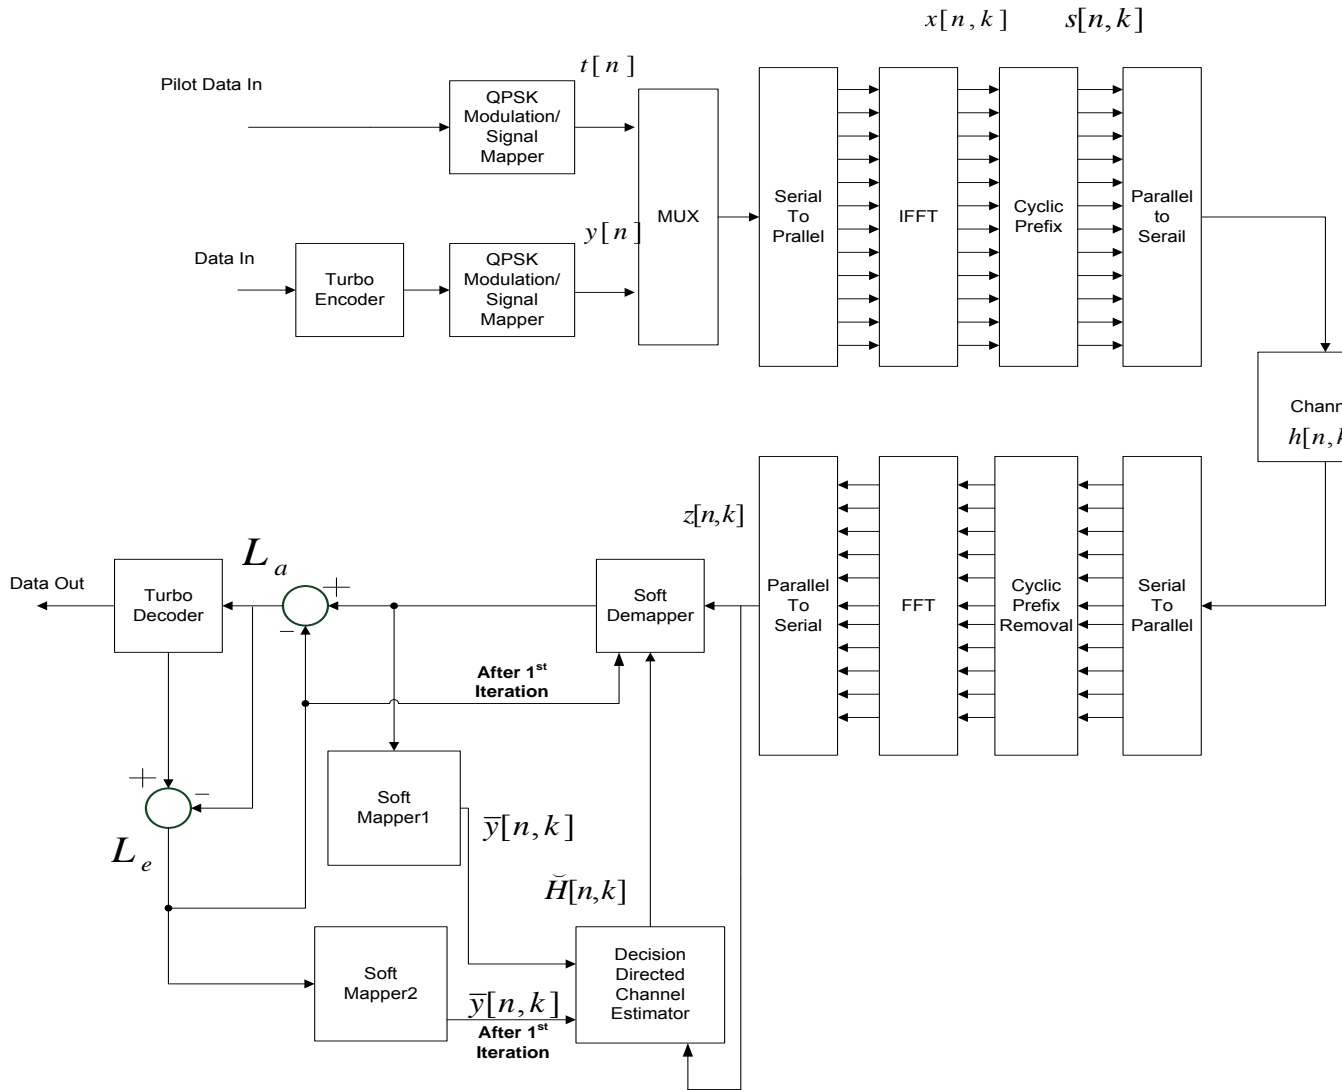 x[n,k]
s[n,k]
t[n]
Pilot Data In
QPSK
Modulation/
Signal
Mapper
y[n]
Data In
Turbo
Encoder
QPSK
Modulation/
Signal
Mapper
MUX
Serial
To
Prallel
IFFT
Cyclic
Prefix
Parallel
to
Serail
Chann
h[n,k
z[n,k]
Data Out
Turbo
Decoder
L a
+
−
Soft
Demapper
Parallel
To
Serial
FFT
Cyclic
Prefix
Removal
Serial
To
Parallel
After 1st
Iteration
+
−
L e
Soft
Mapper1
y̅[n,k]
H̆[n,k]
Soft
Mapper2
y̅[n,k]
After 1st
Iteration
Decision
Directed
Channel
Estimator